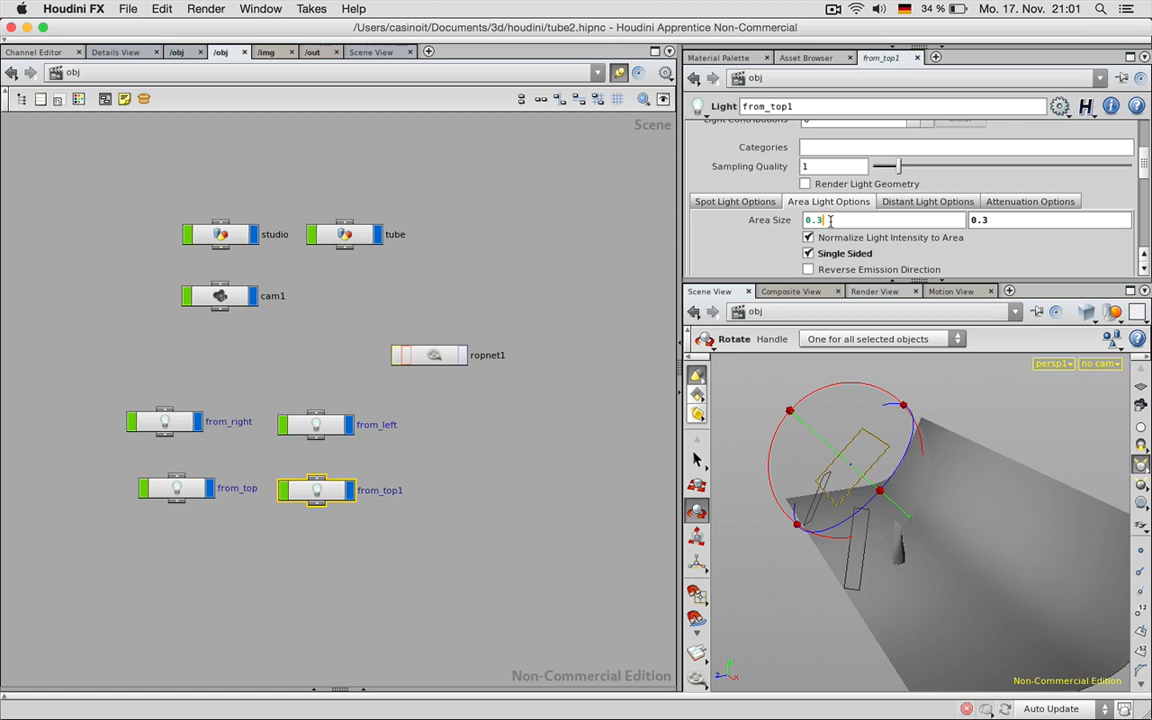 Houdini FX File Edit Render Window Takes Help 34 % Mo. 17. Nov. 21:01
/Users/casinoit/Documents/3d/houdini/tube2.hipnc - Houdini Apprentice Non-Commercial
Channel Editor Details View /obj /obj /img /out Scene View
obj
Scene
studio tube
cam1
ropnet1
from_right from_left
from_top from_top1
Non-Commercial Edition
Material Palette Asset Browser from_top1
obj
Light from_top1
Light Contributions
Categories
Sampling Quality 1
Render Light Geometry
Spot Light Options Area Light Options Distant Light Options Attenuation Options
Area Size 0.3 0.3
Normalize Light Intensity to Area
Single Sided
Reverse Emission Direction
Scene View Composite View Render View Motion View
obj
Rotate Handle One for all selected objects
persp1 no cam
12
Non-Commercial Edition
Auto Update